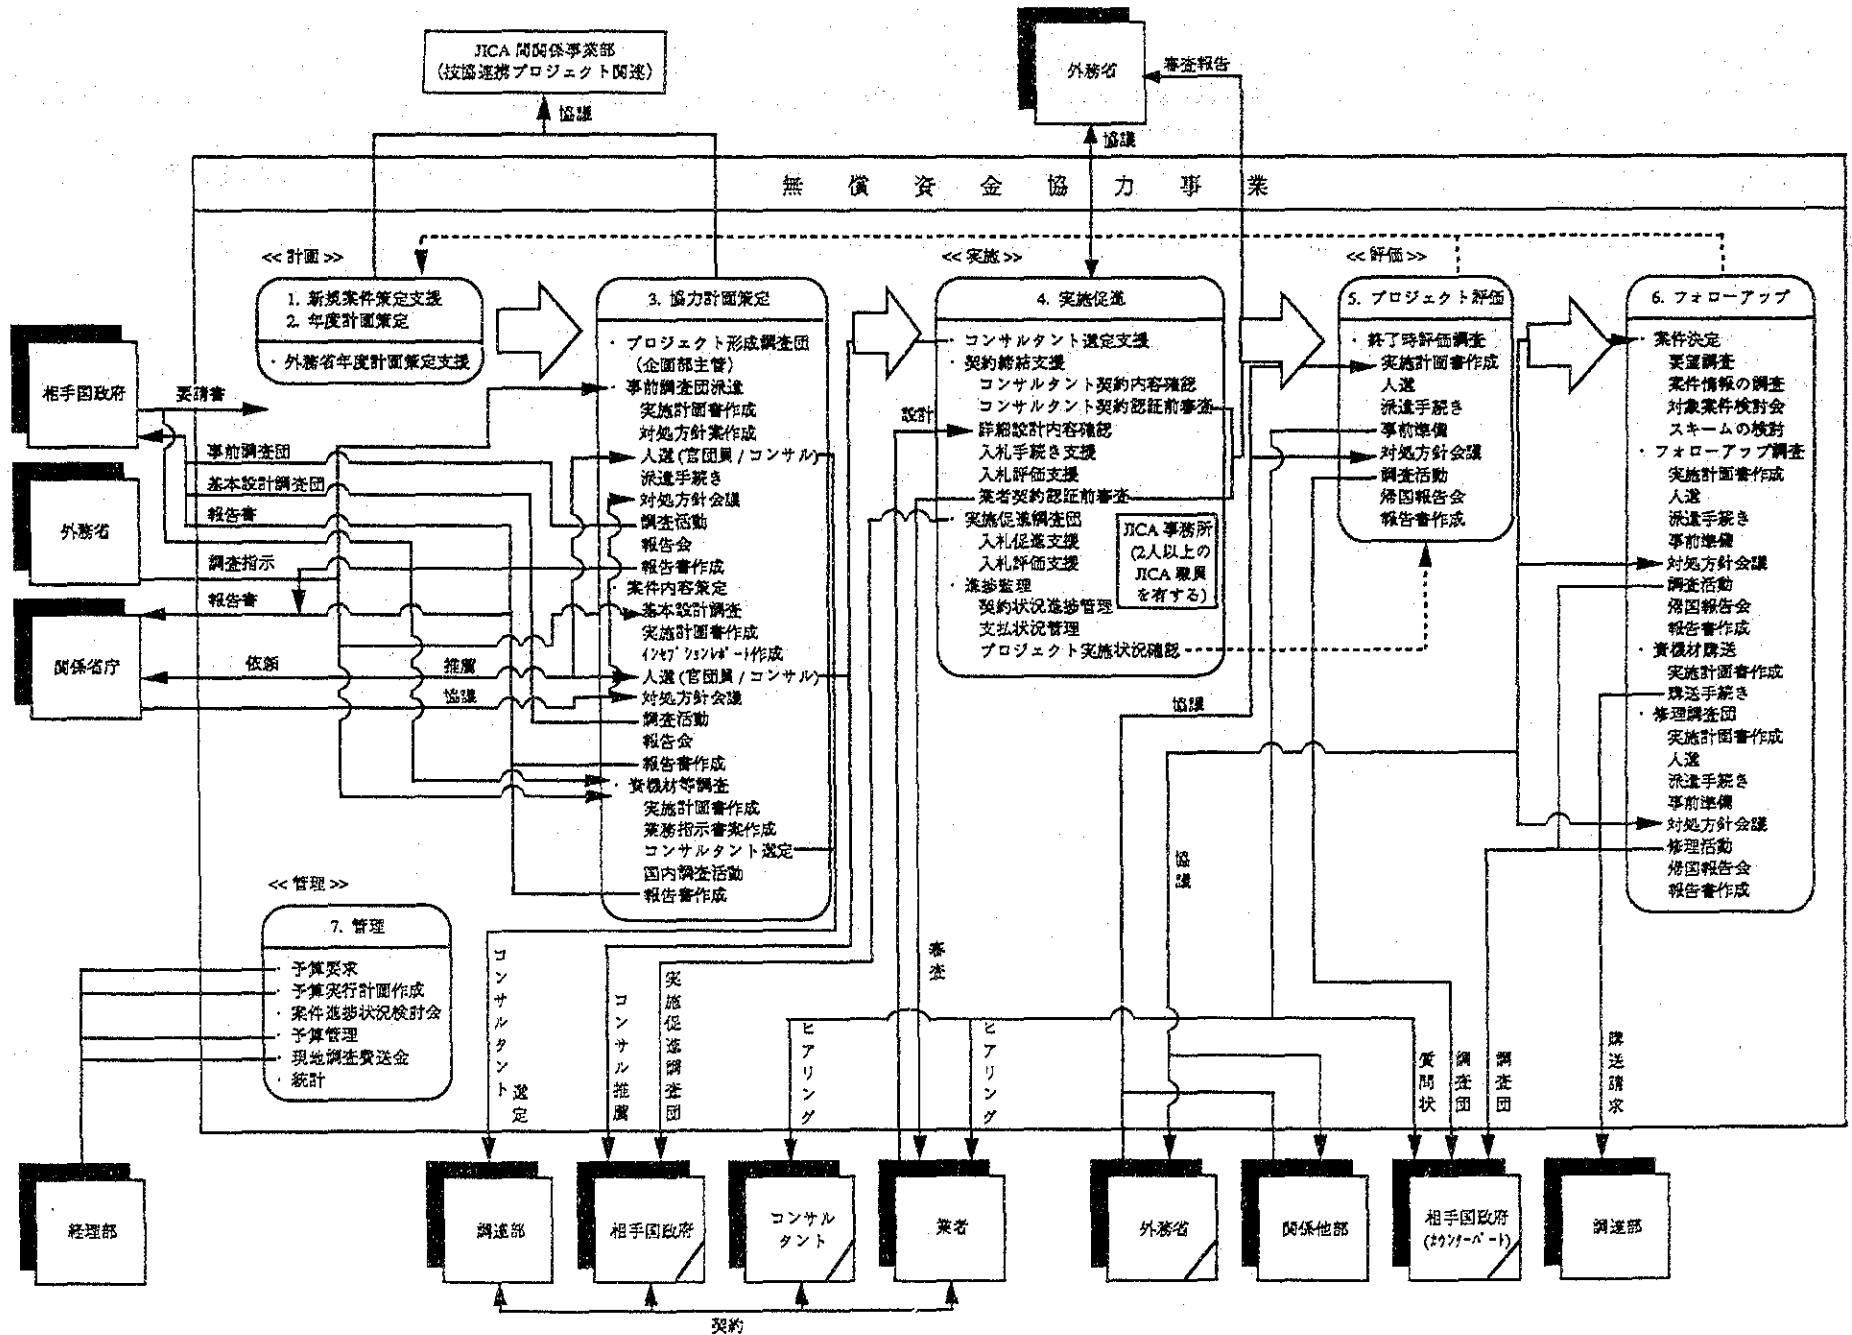 JICA 関関係事業部
(技協連携プロジェクト関連)
協議
外務省
審査報告
協議
無償資金協力事業
<< 計画 >>
1. 新規案件策定支援
2. 年度計画策定
・外務省年度計画策定支援
相手国政府
要請書
事前調査団
基本設計調査団
報告書
外務省
調査指示
報告書
関係省庁
依頼
推薦
協議
3. 協力計画策定
・プロジェクト形成調査団
(企画部主管)
・事前調査団派遣
実施計画書作成
対処方針案作成
人選 (官団員 / コンサル)
派遣手続き
対処方針会議
調査活動
報告会
報告書作成
・案件内容策定
基本設計調査
実施計画書作成
インセプションレポート作成
人選 (官団員 / コンサル)
対処方針会議
調査活動
報告会
報告書作成
・資機材等調査
実施計画書作成
業務指示書案作成
コンサルタント選定
国内調査活動
報告書作成
<< 実施 >>
4. 実施促進
・コンサルタント選定支援
・契約締結支援
コンサルタント契約内容確認
コンサルタント契約認証前審査
設計
詳細設計内容確認
入札手続き支援
入札評価支援
業者契約認証前審査
・実施促進調査団
入札促進支援
入札評価支援
・進捗監理
契約状況進捗管理
支払状況管理
プロジェクト実施状況確認
JICA 事務所
(2人以上の
JICA 職員
を有する)
<< 評価 >>
5. プロジェクト評価
・終了時評価調査
実施計画書作成
人選
派遣手続き
事前準備
対処方針会議
調査活動
帰国報告会
報告書作成
協議
6. フォローアップ
・案件決定
要望調査
案件情報の調査
対象案件検討会
スキームの検討
・フォローアップ調査
実施計画書作成
人選
派遣手続き
事前準備
対処方針会議
調査活動
帰国報告会
報告書作成
・資機材購送
実施計画書作成
購送手続き
・修理調査団
実施計画書作成
人選
派遣手続き
事前準備
対処方針会議
修理活動
帰国報告会
報告書作成
<< 管理 >>
7. 管理
・予算要求
・予算実行計画作成
・案件進捗状況検討会
・予算管理
・現地調査費送金
・統計
コンサルタント選定
コンサル推薦
実施促進調査団
審査
ヒアリング
ヒアリング
協議
質問状
調査団
調査団
購送請求
経理部
調達部
相手国政府
コンサル
タント
業者
外務省
関係他部
相手国政府
(カウンターパート)
調達部
契約